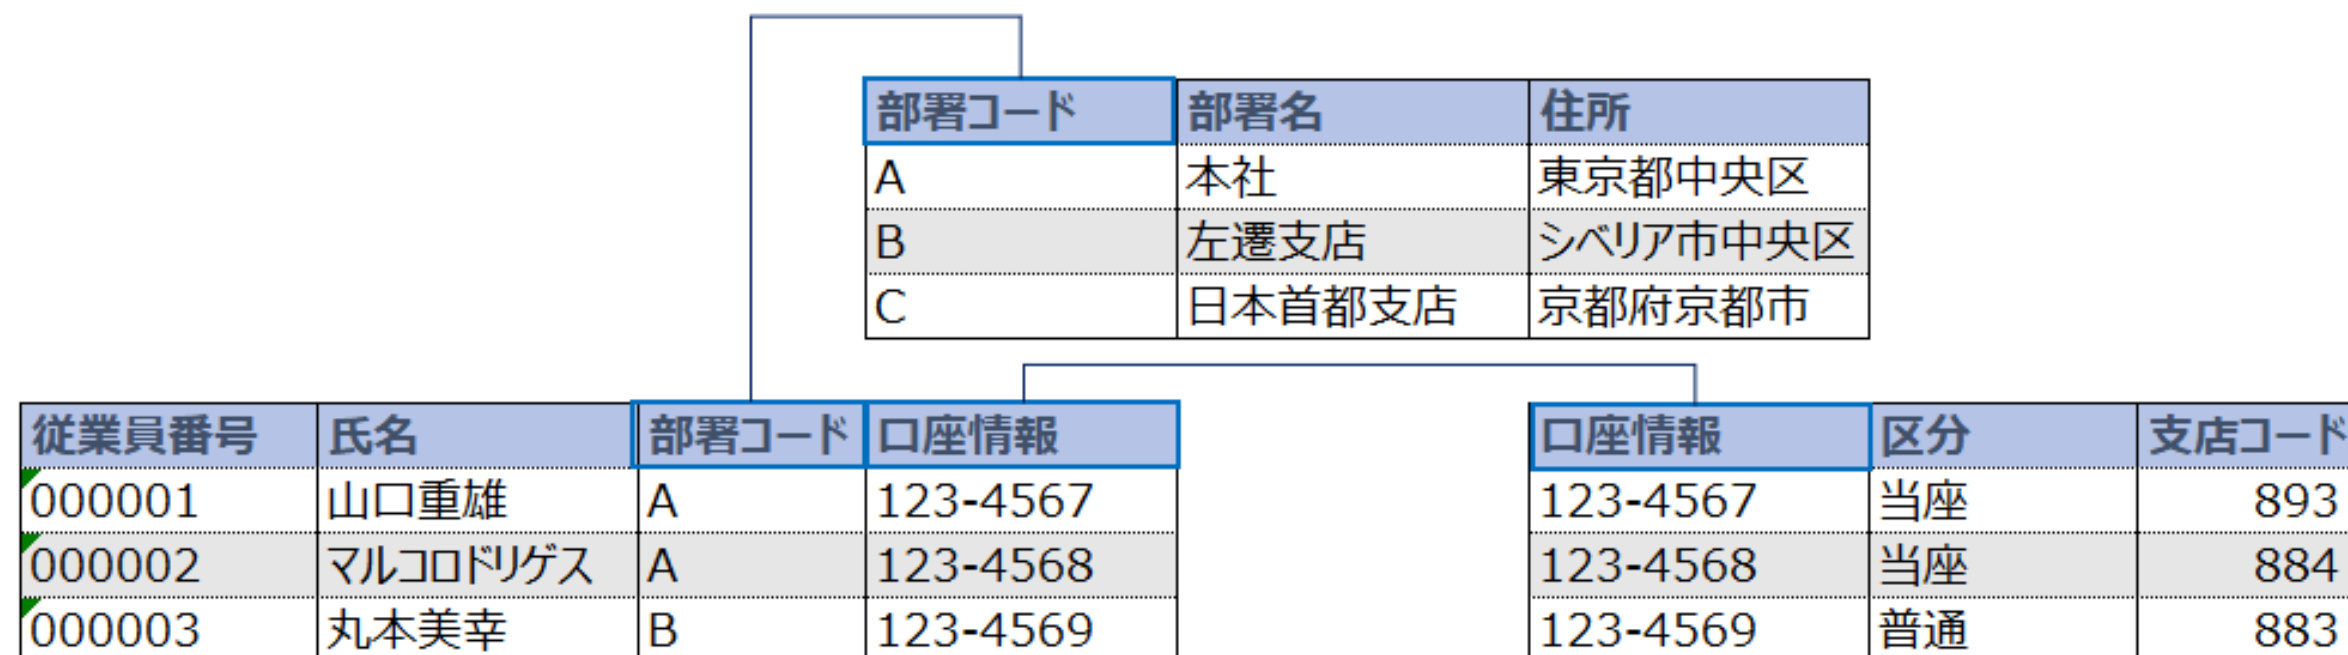 部署コード 部署名 住所
A 本社 東京都中央区
B 左遷支店 シベリア市中央区
C 日本首都支店 京都府京都市
従業員番号 氏名 部署コード 口座情報 口座情報 区分 支店コード
000001 山口重雄 A 123-4567 123-4567 当座 893
000002 マルコロドリゲス A 123-4568 123-4568 当座 884
000003 丸本美幸 B 123-4569 123-4569 普通 883